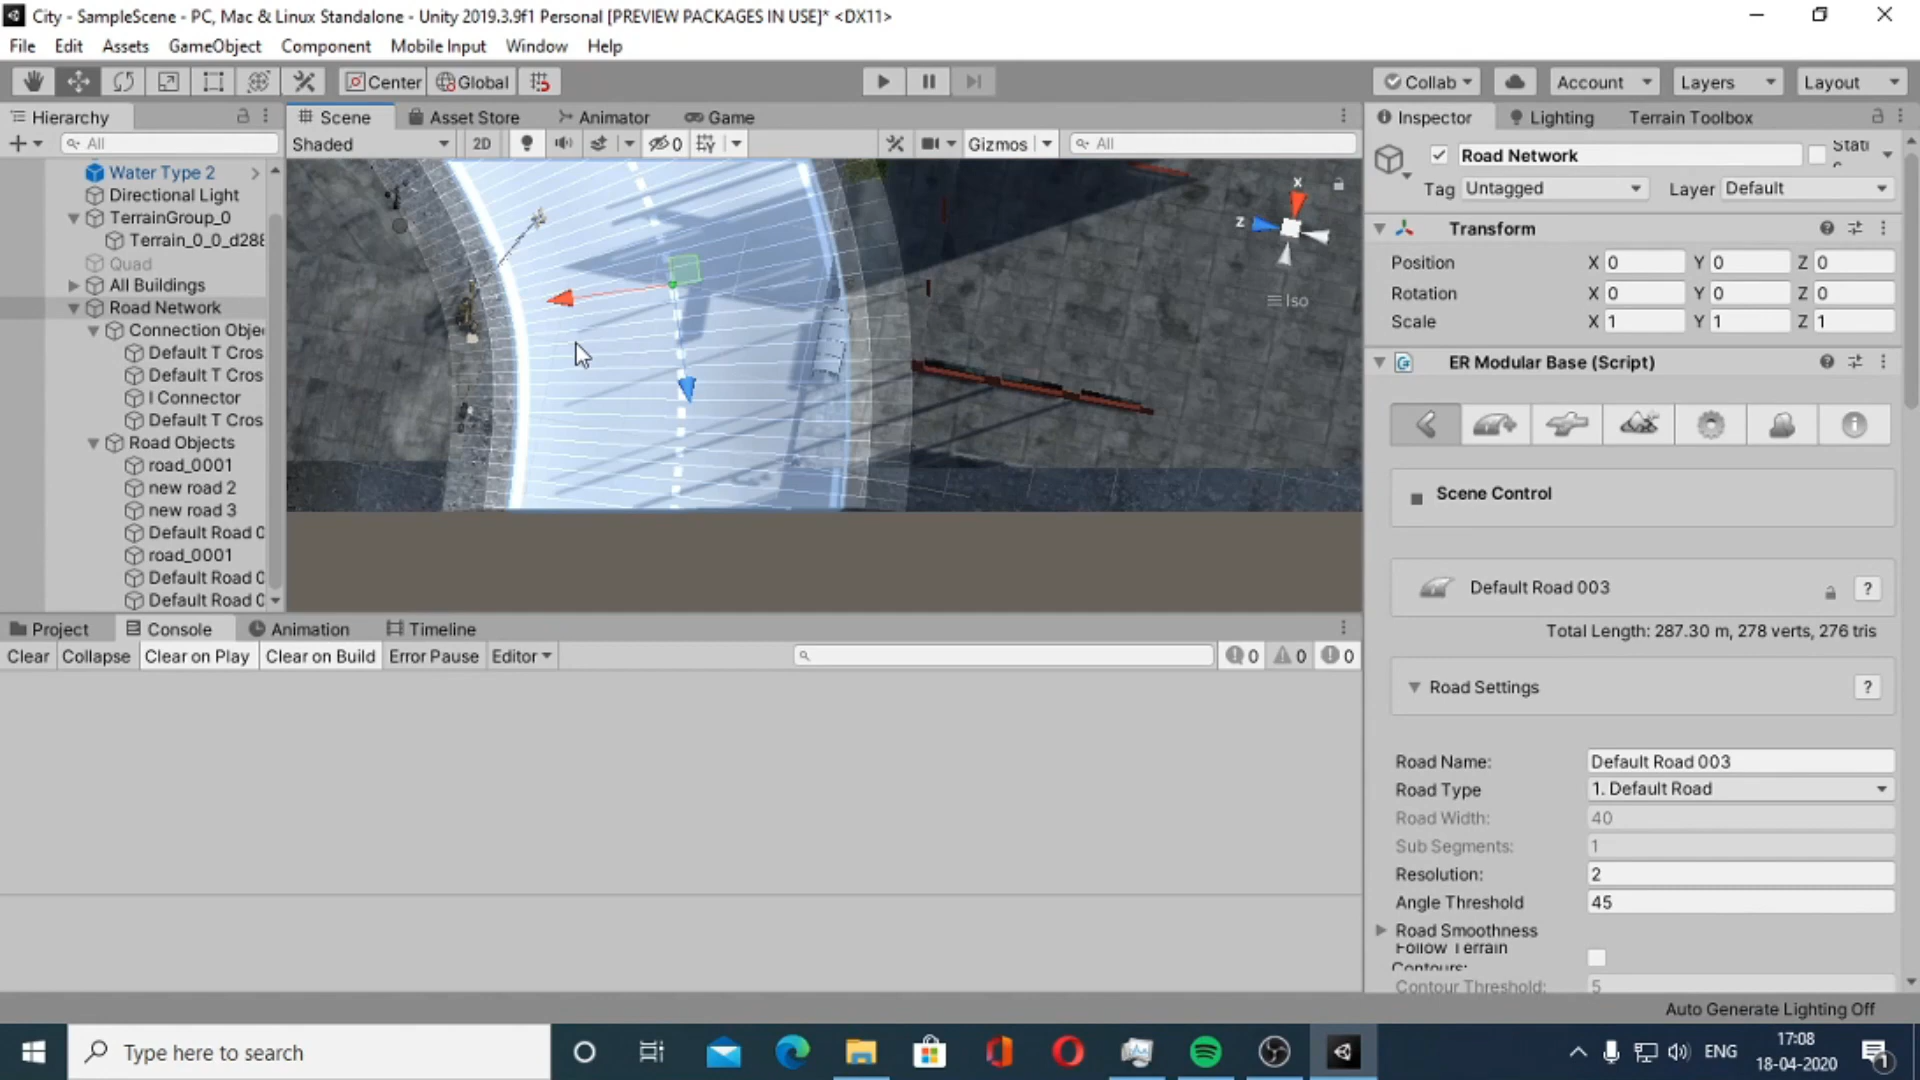 City - SampleScene - PC, Mac & Linux Standalone - Unity 2019.3.9f1 Personal [PREVIEW PACKAGES IN USE]* <DX11>
File Edit Assets GameObject Component Mobile Input Window Help
Center Global Collab Account Layers Layout
Hierarchy Scene Asset Store Animator Game Inspector Lighting Terrain Toolbox
All Shaded 2D 0 Gizmos All
Road Network Stati
c
Tag Untagged Layer Default
Water Type 2
Directional Light
TerrainGroup_0
Terrain_0_0_d28
Quad
All Buildings
Road Network
Connection Obje
Default T Cros
Default T Cros
I Connector
Default T Cros
Road Objects
road_0001
new road 2
new road 3
Default Road 0
road_0001
Default Road 0
Default Road 0
x
z
Iso
Transform
Position X 0 Y 0 Z 0
Rotation X 0 Y 0 Z 0
Scale X 1 Y 1 Z 1
ER Modular Base (Script)
Scene Control
Default Road 003 ?
Total Length: 287.30 m, 278 verts, 276 tris
Road Settings ?
Road Name: Default Road 003
Road Type 1. Default Road
Road Width: 40
Sub Segments: 1
Resolution: 2
Angle Threshold 45
Road Smoothness
Follow Terrain
Contours:
Contour Threshold: 5
Project Console Animation Timeline
Clear Collapse Clear on Play Clear on Build Error Pause Editor 0 0 0
Auto Generate Lighting Off
Type here to search
ENG
17:08
18-04-2020
1